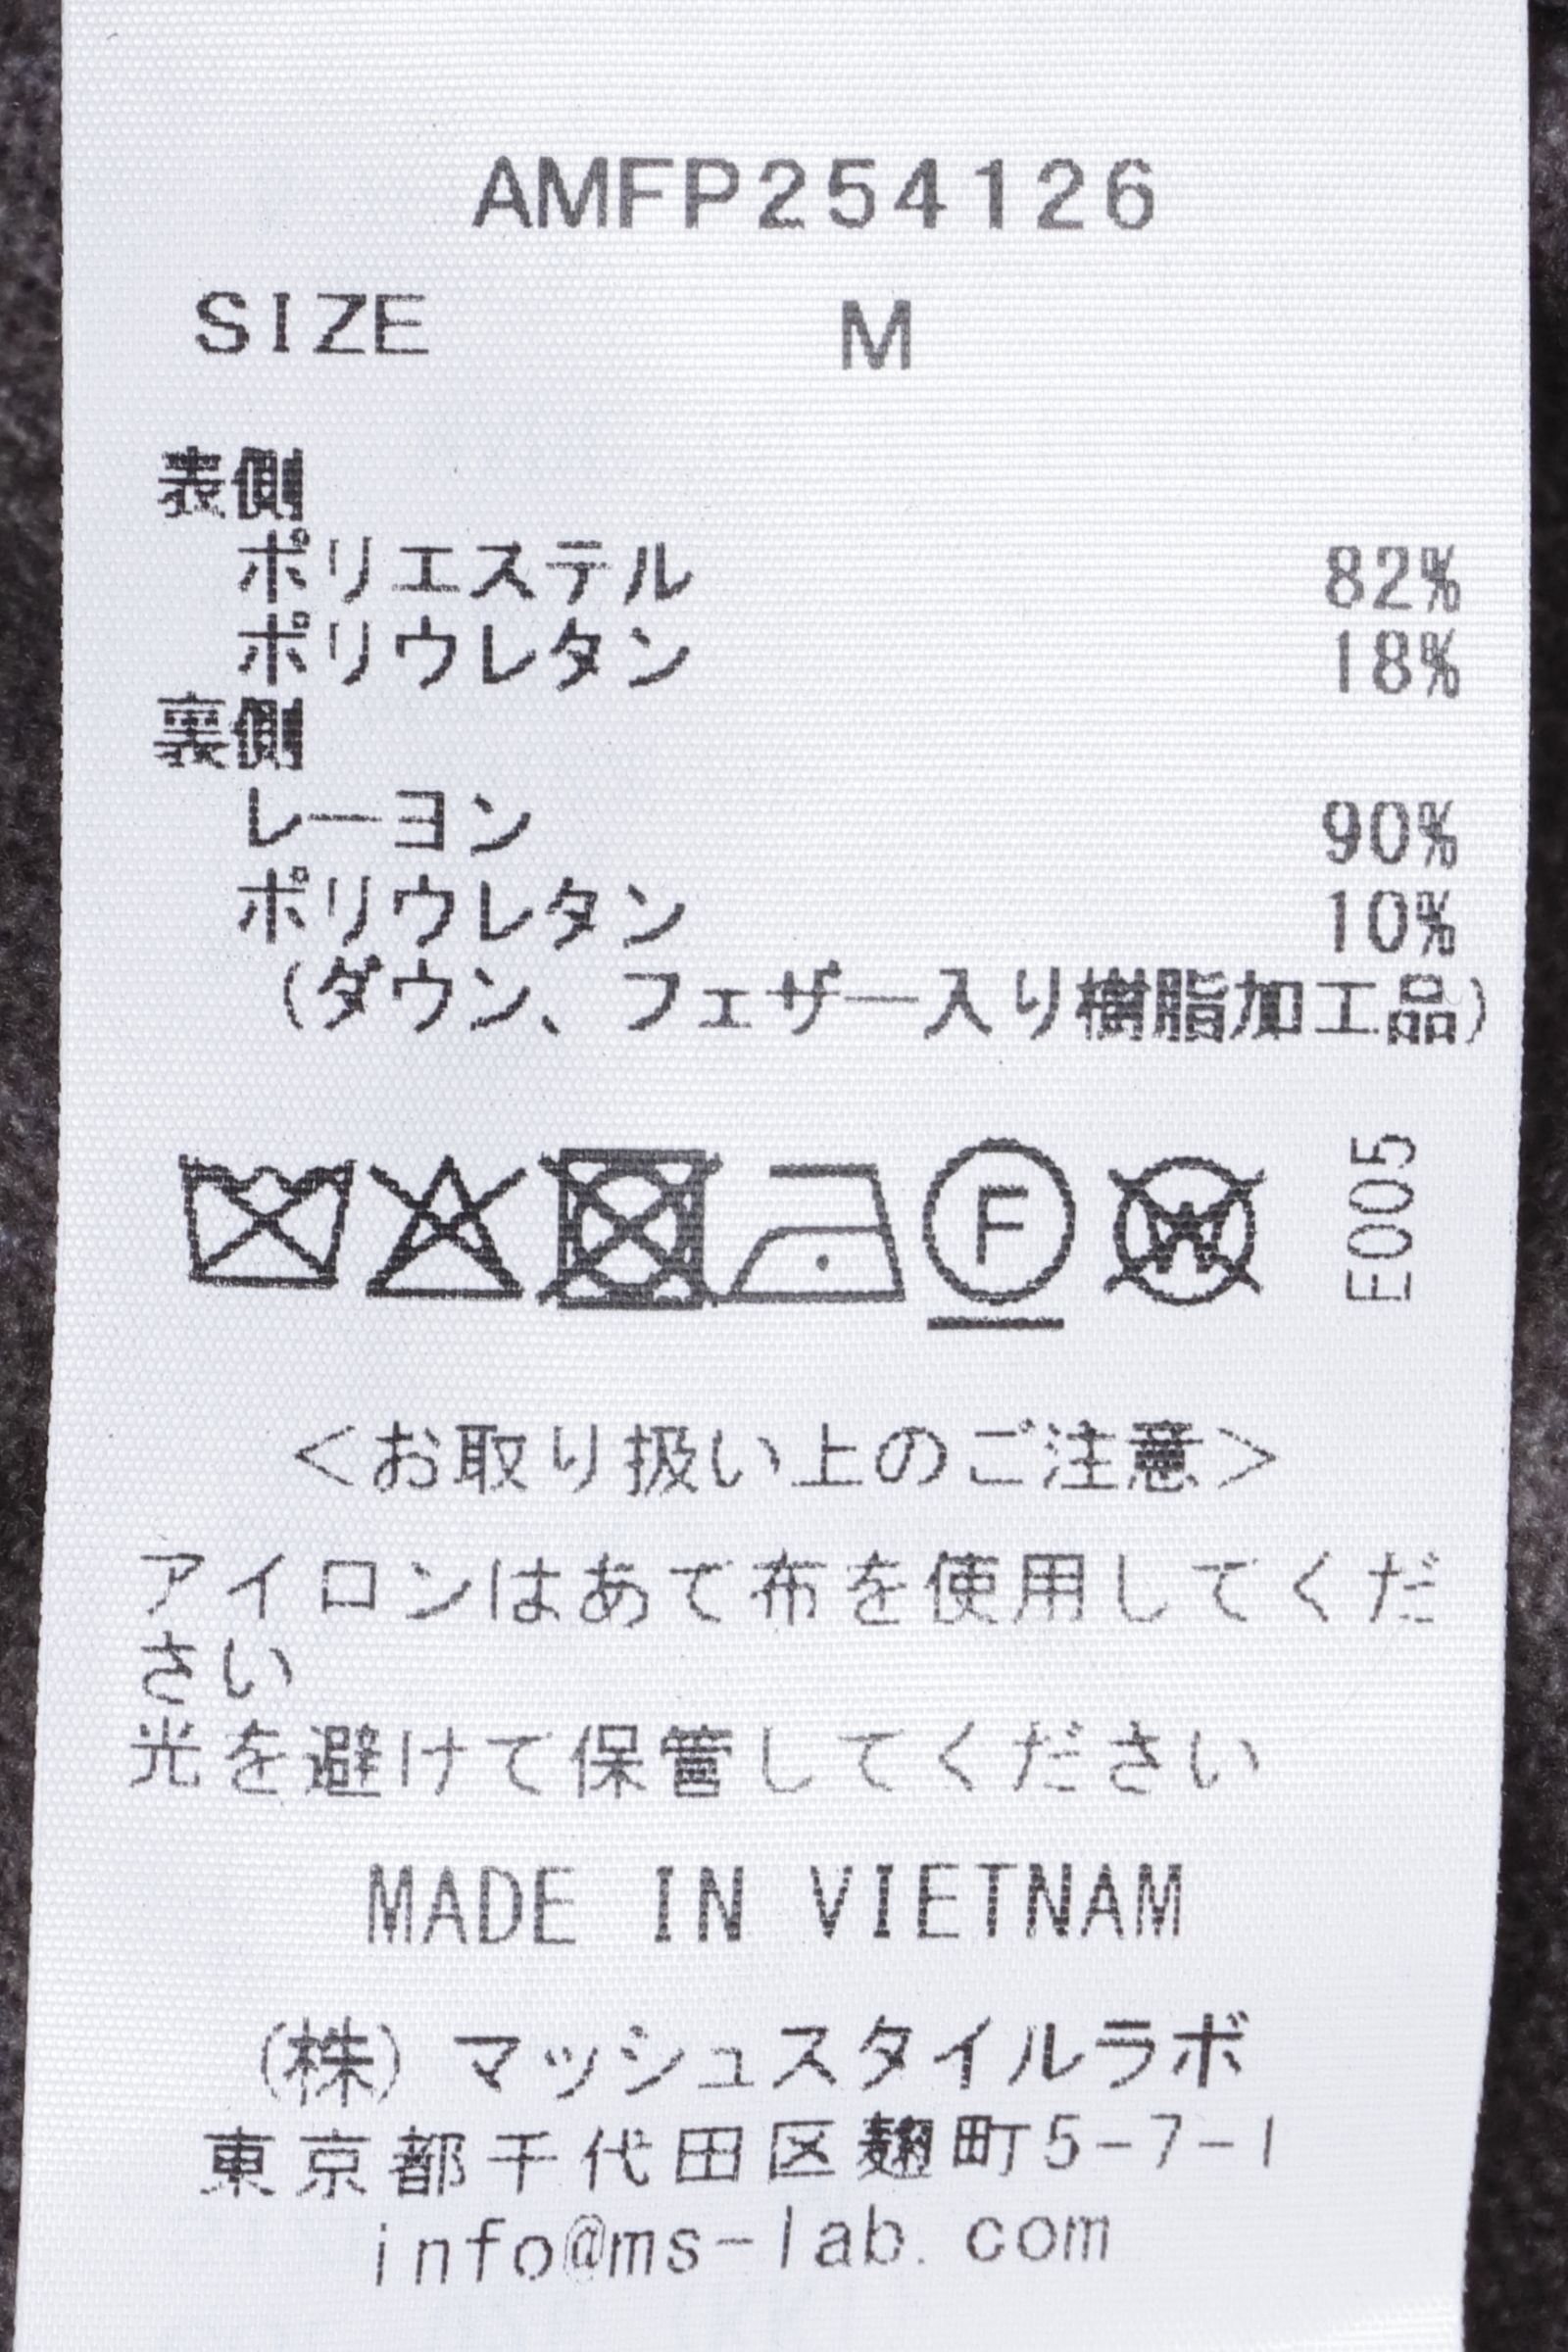 AMFP254126
SIZE M
表側
ポリエステル 82%
ポリウレタン 18%
裏側
レーヨン 90%
ポリウレタン 10%
(ダウン、フェザー入り樹脂加工品)
F
W
E005
<お取り扱い上のご注意>
アイロンはあて布を使用してくだ
さい
光を避けて保管してください
MADE IN VIETNAM
(株)マッシュスタイルラボ
東京都千代田区麹町5-7-1
info@ms-lab.com